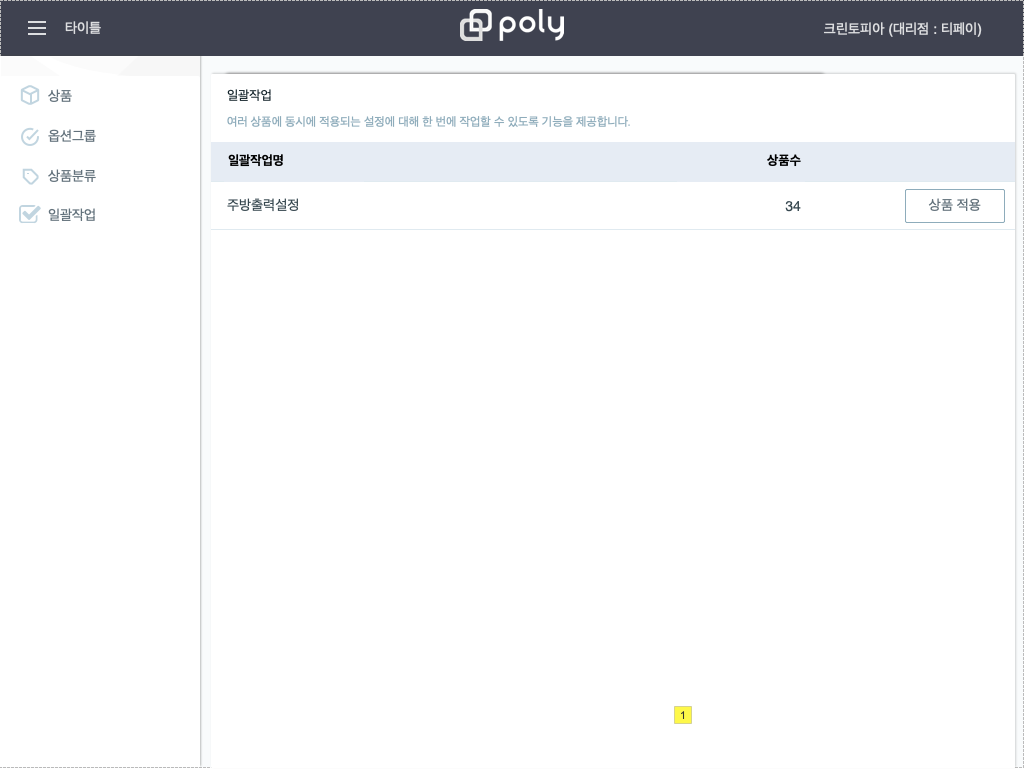 타이틀
poly
크린토피아 (대리점 : 티페이)
상품
옵션그룹
상품분류
일괄작업
일괄작업
여러 상품에 동시에 적용되는 설정에 대해 한 번에 작업할 수 있도록 기능을 제공합니다.
일괄작업명 상품수
주방출력설정 34 상품 적용
1